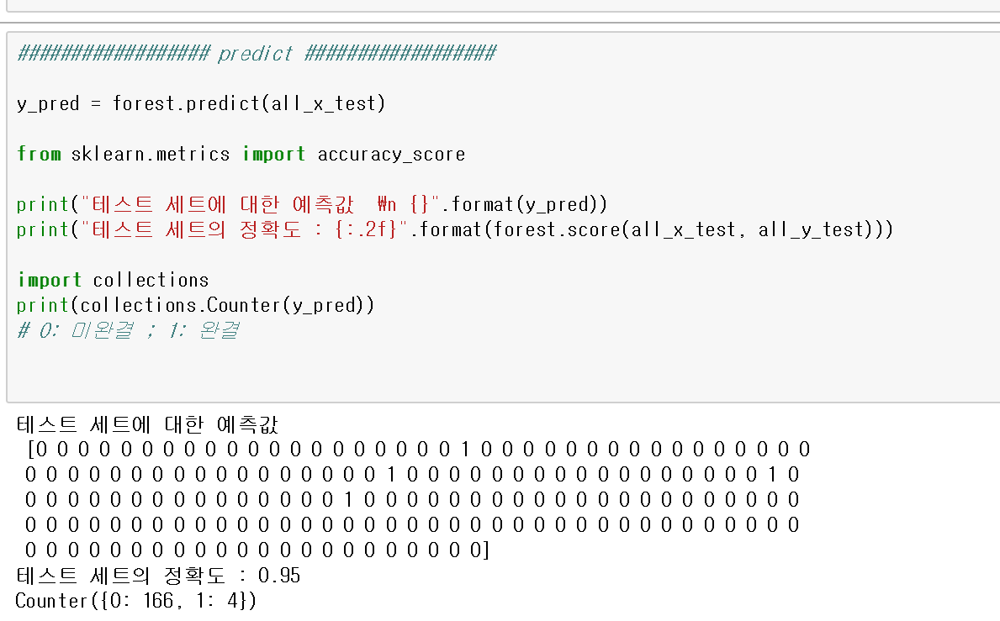 ################## predict ##################
y_pred = forest.predict(all_x_test)
from sklearn.metrics import accuracy_score
print("테스트 세트에 대한 예측값  ₩n {}".format(y_pred))
print("테스트 세트의 정확도 : {:.2f}".format(forest.score(all_x_test, all_y_test)))
import collections
print(collections.Counter(y_pred))
# 0: 미완결 ; 1: 완결
테스트 세트에 대한 예측값
[0 0 0 0 0 0 0 0 0 0 0 0 0 0 0 0 0 0 0 0 1 0 0 0 0 0 0 0 0 0 0 0 0 0 0 0 0
0 0 0 0 0 0 0 0 0 0 0 0 0 0 0 0 0 1 0 0 0 0 0 0 0 0 0 0 0 0 0 0 0 0 0 1 0
0 0 0 0 0 0 0 0 0 0 0 0 0 0 0 1 0 0 0 0 0 0 0 0 0 0 0 0 0 0 0 0 0 0 0 0 0
0 0 0 0 0 0 0 0 0 0 0 0 0 0 0 0 0 0 0 0 0 0 0 0 0 0 0 0 0 0 0 0 0 0 0 0 0
0 0 0 0 0 0 0 0 0 0 0 0 0 0 0 0 0 0 0 0 0 0]
테스트 세트의 정확도 : 0.95
Counter({0: 166, 1: 4})